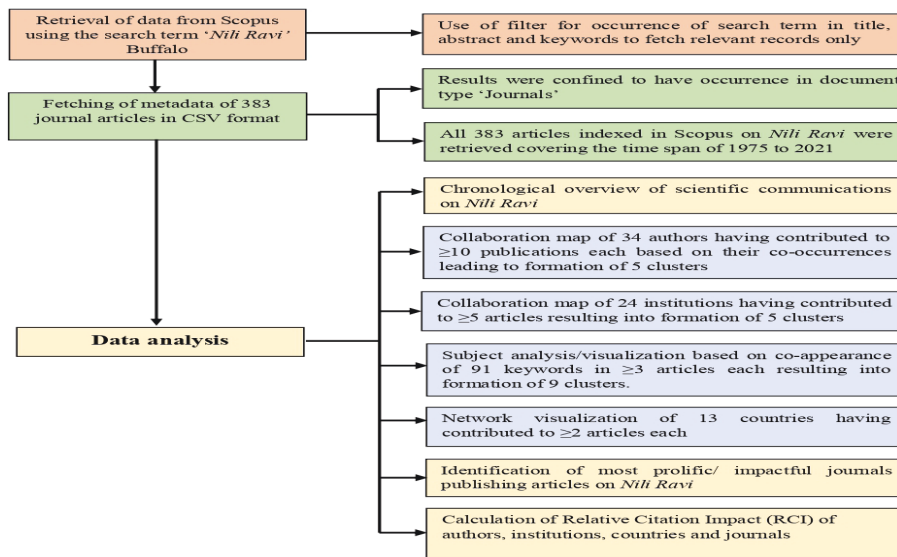 Retrieval of data from Scopus
using the search term ‘Nili Ravi’
Buffalo
Use of filter for occurrence of search term in title,
abstract and keywords to fetch relevant records only
Fetching of metadata of 383
journal articles in CSV format
Results were confined to have occurrence in document
type ‘Journals’
All 383 articles indexed in Scopus on Nili Ravi were
retrieved covering the time span of 1975 to 2021
Data analysis
Chronological overview of scientific communications
on Nili Ravi
Collaboration map of 34 authors having contributed to
≥10 publications each based on their co-occurrences
leading to formation of 5 clusters
Collaboration map of 24 institutions having contributed
to ≥5 articles resulting into formation of 5 clusters
Subject analysis/visualization based on co-appearance
of 91 keywords in ≥3 articles each resulting into
formation of 9 clusters.
Network visualization of 13 countries having
contributed to ≥2 articles each
Identification of most prolific/ impactful journals
publishing articles on Nili Ravi
Calculation of Relative Citation Impact (RCI) of
authors, institutions, countries and journals